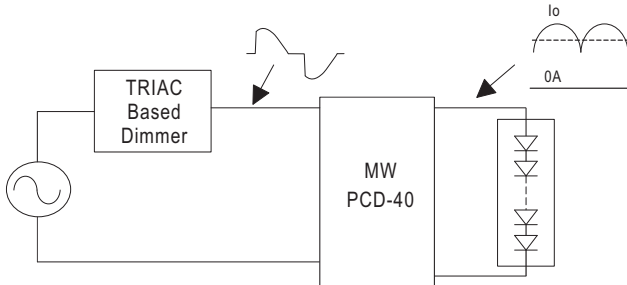 Io
0A
TRIAC
Based
Dimmer
MW
PCD-40